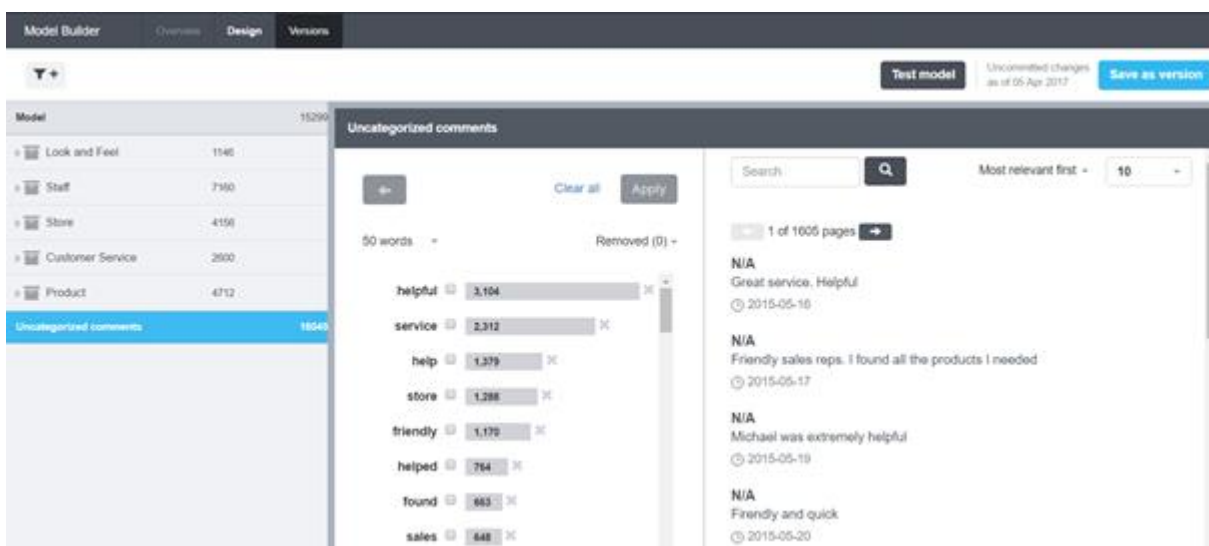 Model Builder Overview Design Versions
Test model Uncommitted changes as of 05 Apr 2017 Save as version
Model 15299
Look and Feel 1146
Staff 7160
Store 4156
Customer Service 2600
Product 4712
Uncategorized comments 16049
Uncategorized comments
Clear all Apply
50 words Removed (0)
helpful 3,104
service 2,312
help 1,379
store 1,288
friendly 1,170
helped 764
found 663
sales 648
Search Most relevant first 10
1 of 1605 pages
N/A
Great service. Helpful
2015-05-16
N/A
Friendly sales reps. I found all the products I needed
2015-05-17
N/A
Michael was extremely helpful
2015-05-19
N/A
Firendly and quick
2015-05-20